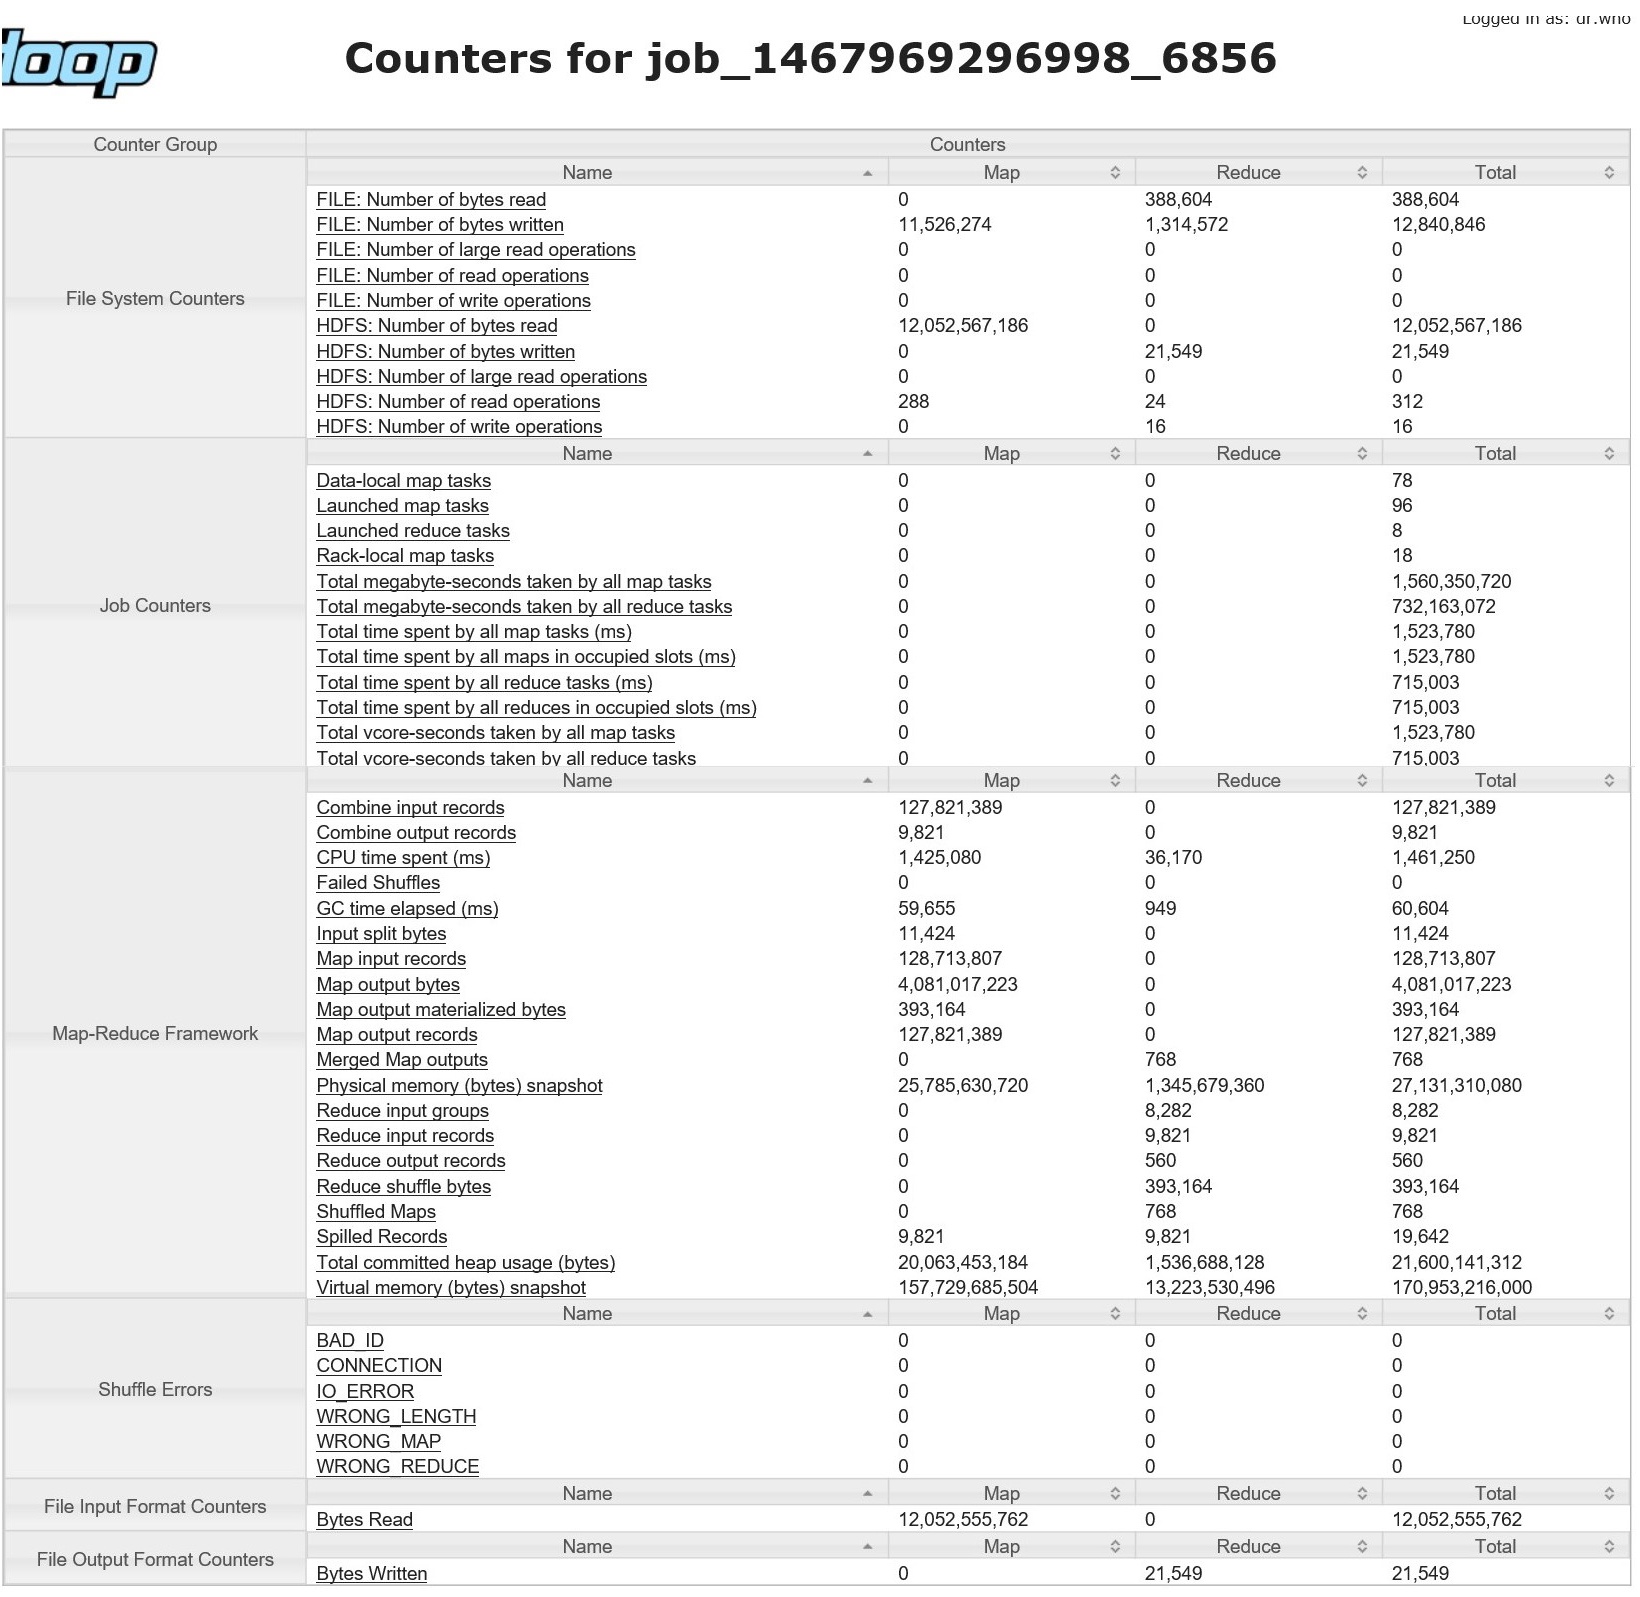 Logged in as: dr.who
doop
Counters for job_1467969296998_6856
Counter Group Counters
File System Counters
Name Map Reduce Total
FILE: Number of bytes read 0 388,604 388,604
FILE: Number of bytes written 11,526,274 1,314,572 12,840,846
FILE: Number of large read operations 0 0 0
FILE: Number of read operations 0 0 0
FILE: Number of write operations 0 0 0
HDFS: Number of bytes read 12,052,567,186 0 12,052,567,186
HDFS: Number of bytes written 0 21,549 21,549
HDFS: Number of large read operations 0 0 0
HDFS: Number of read operations 288 24 312
HDFS: Number of write operations 0 16 16
Job Counters
Name Map Reduce Total
Data-local map tasks 0 0 78
Launched map tasks 0 0 96
Launched reduce tasks 0 0 8
Rack-local map tasks 0 0 18
Total megabyte-seconds taken by all map tasks 0 0 1,560,350,720
Total megabyte-seconds taken by all reduce tasks 0 0 732,163,072
Total time spent by all map tasks (ms) 0 0 1,523,780
Total time spent by all maps in occupied slots (ms) 0 0 1,523,780
Total time spent by all reduce tasks (ms) 0 0 715,003
Total time spent by all reduces in occupied slots (ms) 0 0 715,003
Total vcore-seconds taken by all map tasks 0 0 1,523,780
Total vcore-seconds taken by all reduce tasks 0 0 715,003
Map-Reduce Framework
Name Map Reduce Total
Combine input records 127,821,389 0 127,821,389
Combine output records 9,821 0 9,821
CPU time spent (ms) 1,425,080 36,170 1,461,250
Failed Shuffles 0 0 0
GC time elapsed (ms) 59,655 949 60,604
Input split bytes 11,424 0 11,424
Map input records 128,713,807 0 128,713,807
Map output bytes 4,081,017,223 0 4,081,017,223
Map output materialized bytes 393,164 0 393,164
Map output records 127,821,389 0 127,821,389
Merged Map outputs 0 768 768
Physical memory (bytes) snapshot 25,785,630,720 1,345,679,360 27,131,310,080
Reduce input groups 0 8,282 8,282
Reduce input records 0 9,821 9,821
Reduce output records 0 560 560
Reduce shuffle bytes 0 393,164 393,164
Shuffled Maps 0 768 768
Spilled Records 9,821 9,821 19,642
Total committed heap usage (bytes) 20,063,453,184 1,536,688,128 21,600,141,312
Virtual memory (bytes) snapshot 157,729,685,504 13,223,530,496 170,953,216,000
Shuffle Errors
Name Map Reduce Total
BAD_ID 0 0 0
CONNECTION 0 0 0
IO_ERROR 0 0 0
WRONG_LENGTH 0 0 0
WRONG_MAP 0 0 0
WRONG_REDUCE 0 0 0
File Input Format Counters
Name Map Reduce Total
Bytes Read 12,052,555,762 0 12,052,555,762
File Output Format Counters
Name Map Reduce Total
Bytes Written 0 21,549 21,549